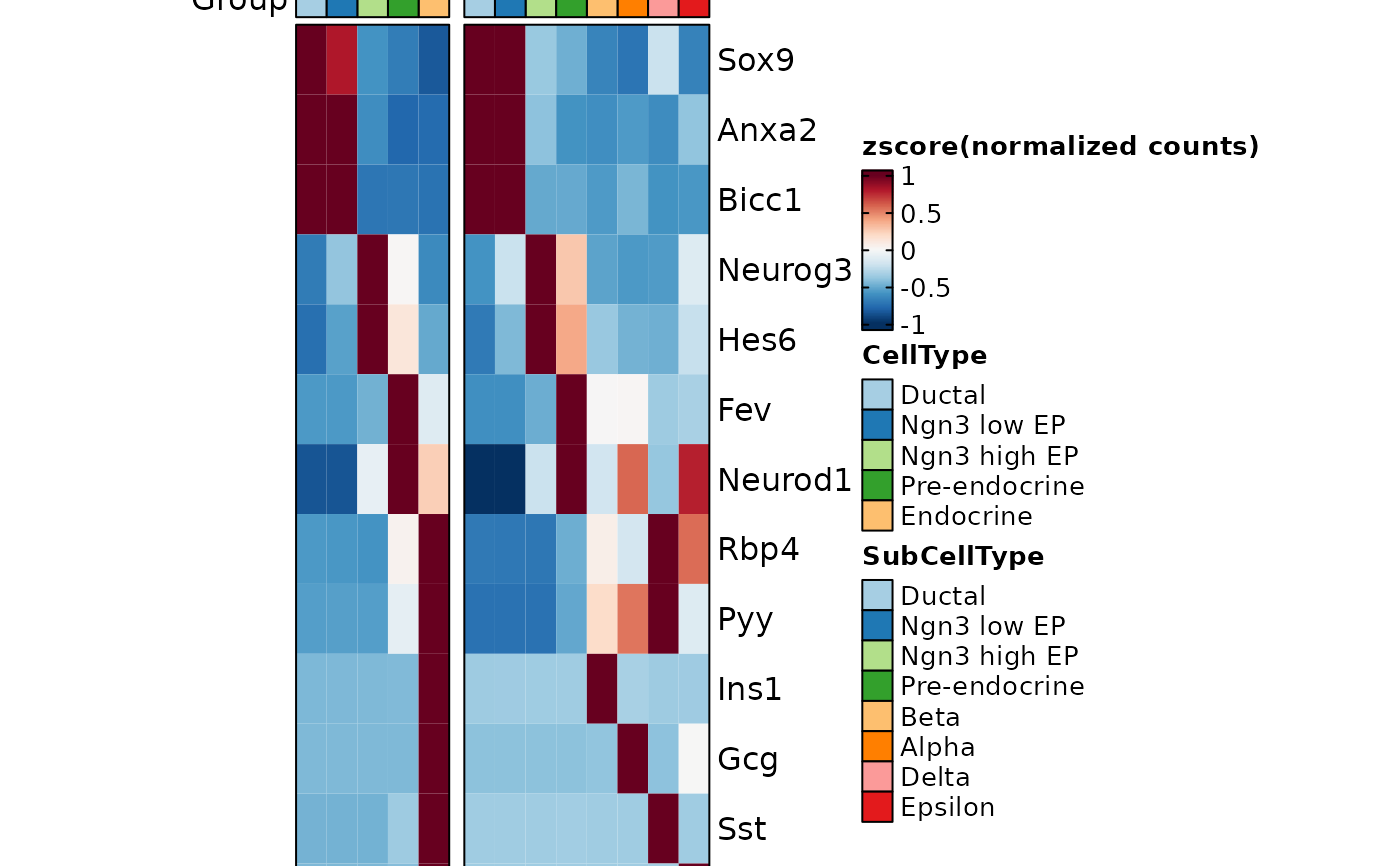 Group
Sox9
Anxa2
Bicc1
Neurog3
Hes6
Fev
Neurod1
Rbp4
Pyy
Ins1
Gcg
Sst
zscore(normalized counts)
1
0.5
0
-0.5
-1
CellType
Ductal
Ngn3 low EP
Ngn3 high EP
Pre-endocrine
Endocrine
SubCellType
Ductal
Ngn3 low EP
Ngn3 high EP
Pre-endocrine
Beta
Alpha
Delta
Epsilon